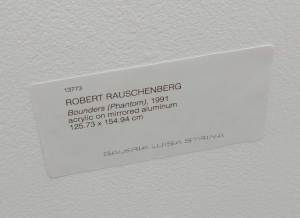 13773
ROBERT RAUSCHENBERG
Bounders (Phantom), 1991
acrylic on mirrored aluminum
125.73 x 154.94 cm
GALERIA LUISA STRINA